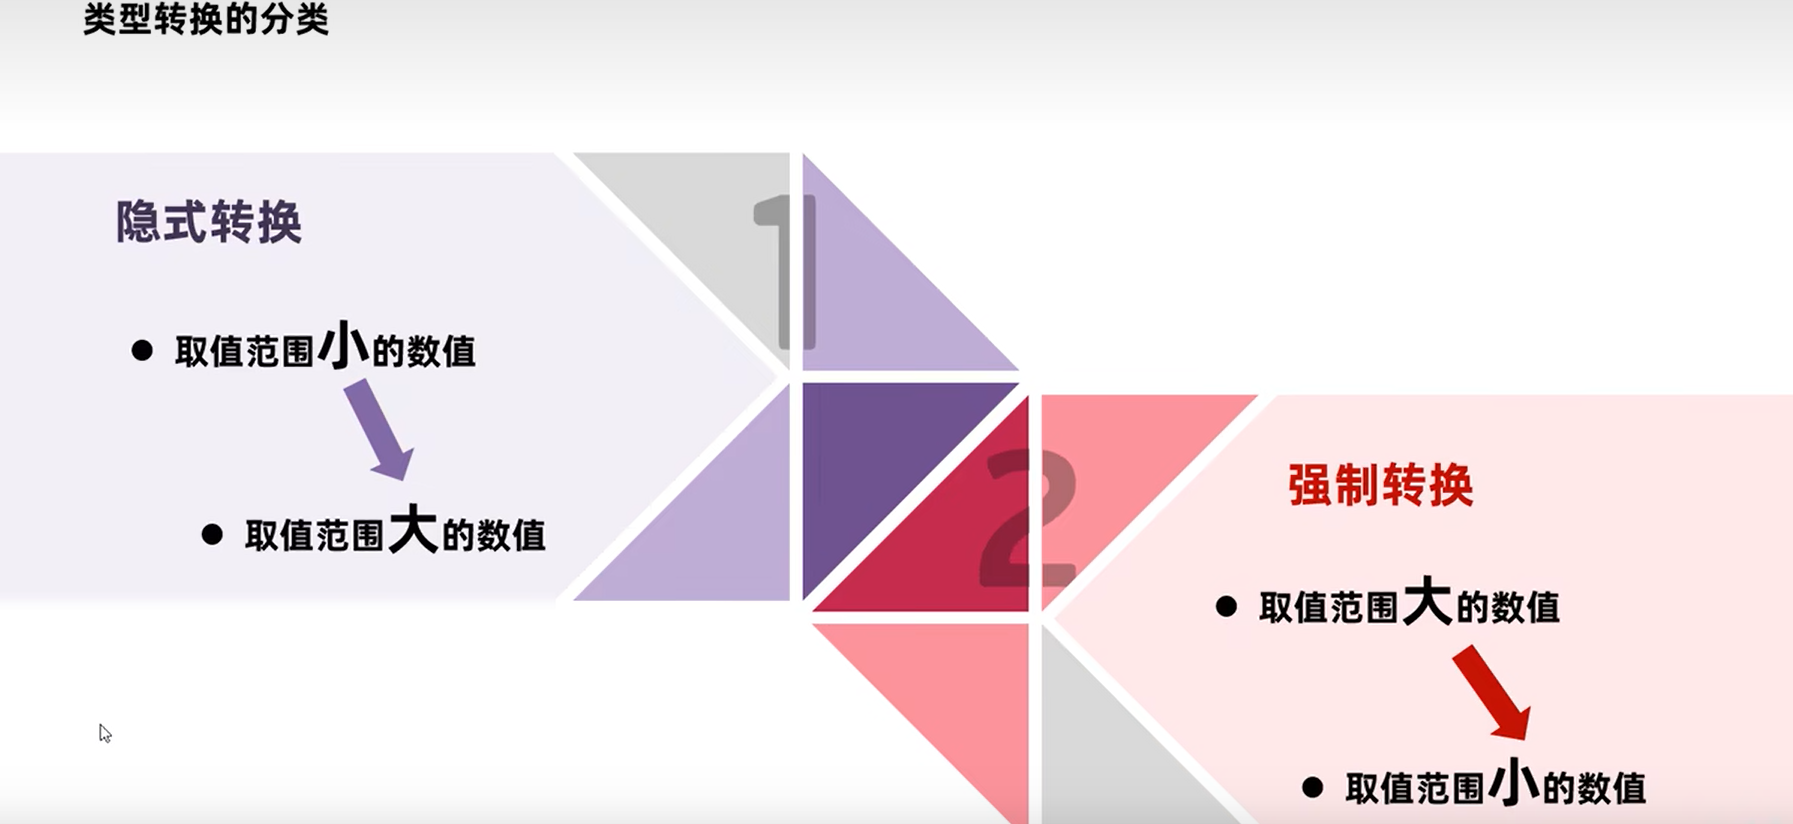 类型转换的分类
1
隐式转换
● 取值范围小的数值
● 取值范围大的数值
2
强制转换
● 取值范围大的数值
● 取值范围小的数值